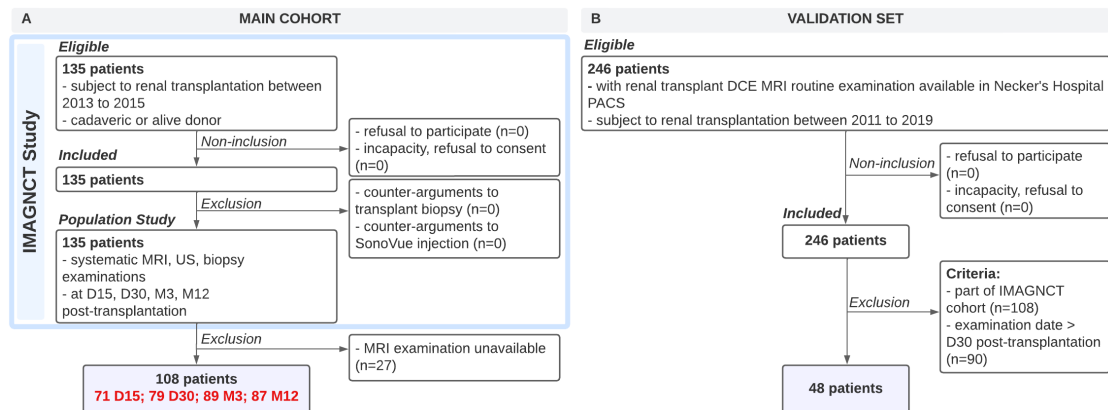 A MAIN COHORT
IMAGNCT Study
Eligible
135 patients
- subject to renal transplantation between
2013 to 2015
- cadaveric or alive donor
Non-inclusion
- refusal to participate (n=0)
- incapacity, refusal to consent
(n=0)
Included
135 patients
Exclusion
- counter-arguments to
transplant biopsy (n=0)
- counter-arguments to
SonoVue injection (n=0)
Population Study
135 patients
- systematic MRI, US, biopsy
examinations
- at D15, D30, M3, M12
post-transplantation
Exclusion
- MRI examination unavailable
(n=27)
108 patients
71 D15; 79 D30; 89 M3; 87 M12
B VALIDATION SET
Eligible
246 patients
- with renal transplant DCE MRI routine examination available in Necker's Hospital
PACS
- subject to renal transplantation between 2011 to 2019
Non-inclusion
- refusal to participate
(n=0)
- incapacity, refusal to
consent (n=0)
Included
246 patients
Exclusion
Criteria:
- part of IMAGNCT
cohort (n=108)
- examination date >
D30 post-transplantation
(n=90)
48 patients